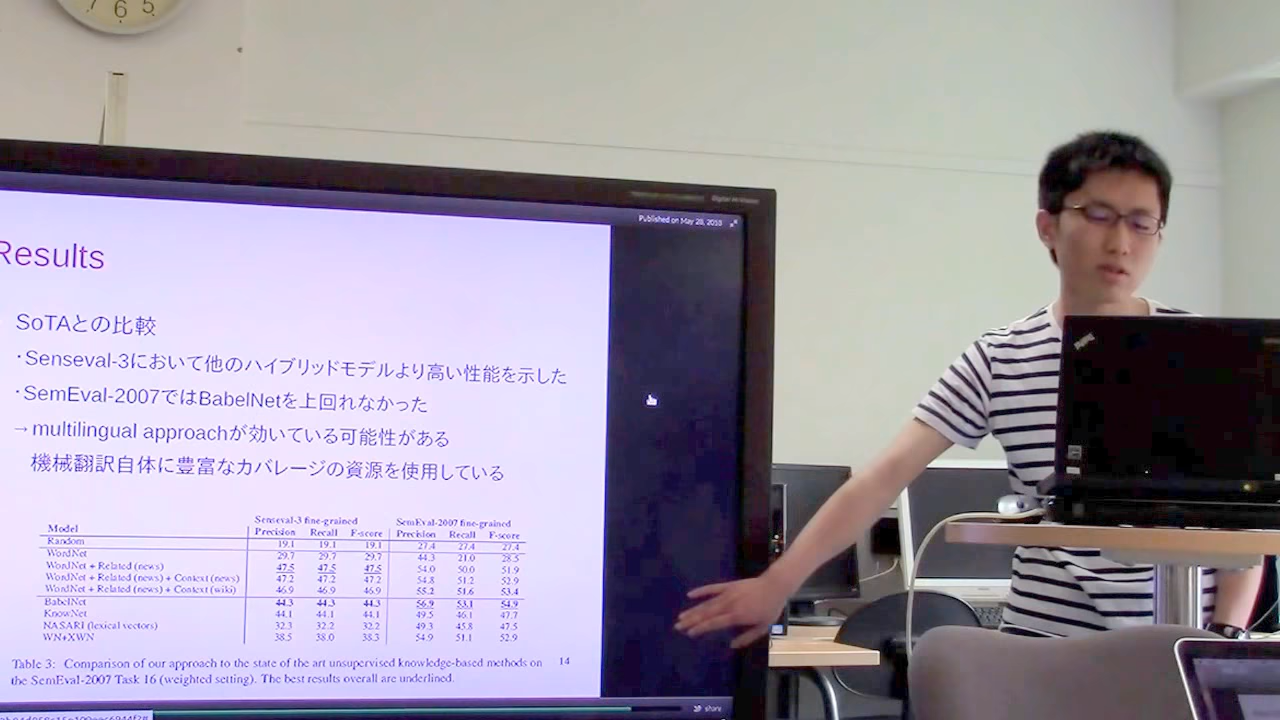 7 6 5
Published on May 28, 2018
Results
SoTAとの比較
・Senseval-3において他のハイブリッドモデルより高い性能を示した
・SemEval-2007ではBabelNetを上回れなかった
→multilingual approachが効いている可能性がある
機械翻訳自体に豊富なカバレージの資源を使用している
Senseval-3 fine-grained SemEval-2007 fine-grained
Model Precision Recall F-score Precision Recall F-score
Random 19.1 19.1 19.1 27.4 27.4 27.4
WordNet 29.7 29.7 29.7 44.3 21.0 28.5
WordNet + Related (news) 47.5 47.5 47.5 54.0 50.0 51.9
WordNet + Related (news) + Context (news) 47.2 47.2 47.2 54.8 51.2 52.9
WordNet + Related (news) + Context (wiki) 46.9 46.9 46.9 55.2 51.6 53.4
BabelNet 44.3 44.3 44.3 56.9 53.1 54.9
KnowNet 44.1 44.1 44.1 49.5 46.1 47.7
NASARI (lexical vectors) 32.3 32.2 32.2 49.3 45.8 47.5
WN+XWN 38.5 38.0 38.3 54.9 51.1 52.9
Table 3: Comparison of our approach to the state of the art unsupervised knowledge-based methods on
the SemEval-2007 Task 16 (weighted setting). The best results overall are underlined.
14
share